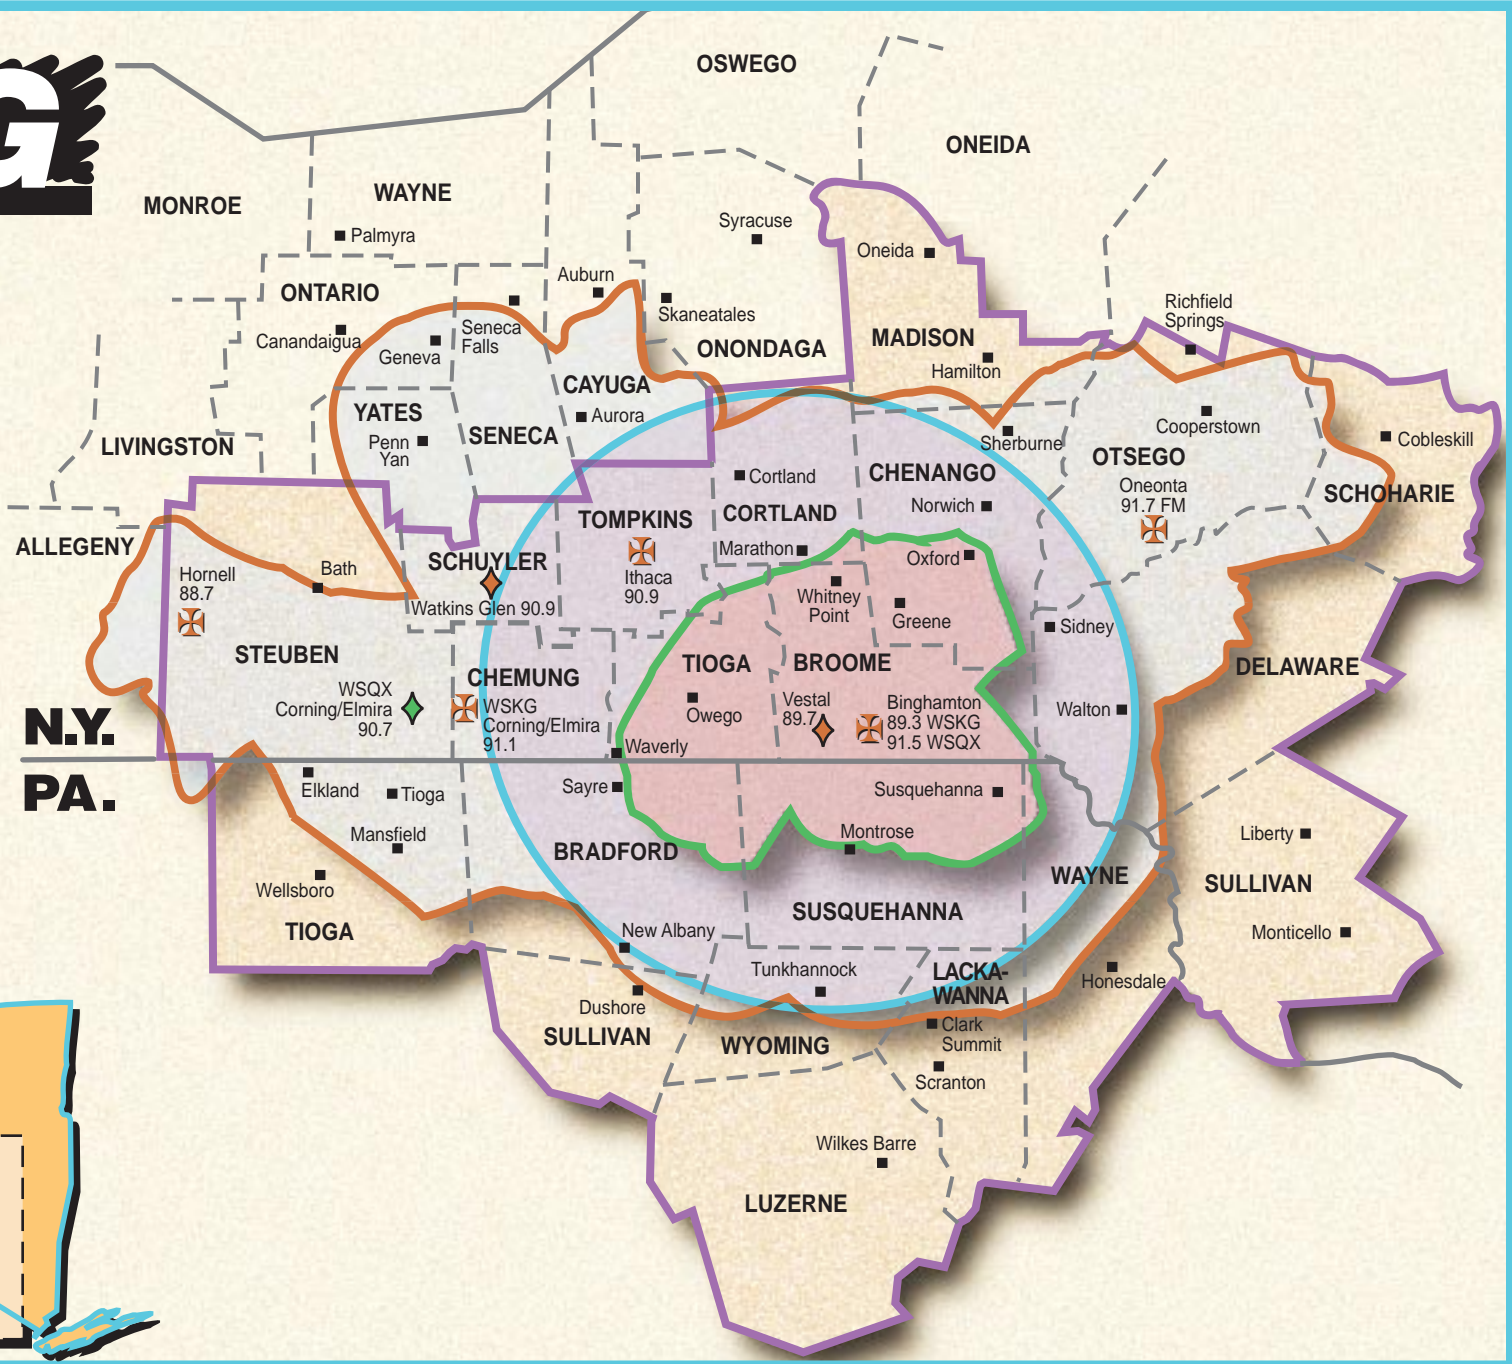 G
OSWEGO
ONEIDA
MONROE
WAYNE
Palmyra
Syracuse
Oneida
ONTARIO
Auburn
Skaneatales
Canandaigua
Geneva
Seneca
Falls
ONONDAGA
MADISON
Hamilton
Richfield
Springs
CAYUGA
Aurora
YATES
Penn
Yan
SENECA
LIVINGSTON
Cortland
CHENANGO
Sherburne
Cooperstown
OTSEGO
Oneonta
91.7 FM
Cobleskill
SCHOHARIE
Norwich
CORTLAND
TOMPKINS
Ithaca
90.9
Marathon
Oxford
ALLEGENY
Hornell
88.7
Bath
SCHUYLER
Watkins Glen 90.9
Whitney
Point
Greene
Sidney
STEUBEN
CHEMUNG
TIOGA
BROOME
DELAWARE
WSQX
Corning/Elmira
90.7
WSKG
Corning/Elmira
91.1
Owego
Vestal
89.7
Binghamton
89.3 WSKG
91.5 WSQX
Walton
N.Y.
Waverly
PA.
Elkland
Tioga
Sayre
Susquehanna
Mansfield
Montrose
Liberty
BRADFORD
Wellsboro
WAYNE
SULLIVAN
SUSQUEHANNA
TIOGA
New Albany
Monticello
Tunkhannock
LACKA-
WANNA
Honesdale
Dushore
SULLIVAN
WYOMING
Clark
Summit
Scranton
Wilkes Barre
LUZERNE